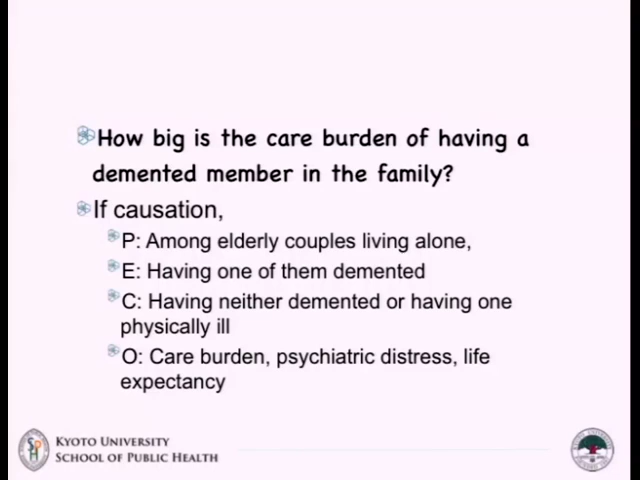 How big is the care burden of having a
demented member in the family?
If causation,
P: Among elderly couples living alone,
E: Having one of them demented
C: Having neither demented or having one
physically ill
O: Care burden, psychiatric distress, life
expectancy
KYOTO UNIVERSITY
SCHOOL OF PUBLIC HEALTH